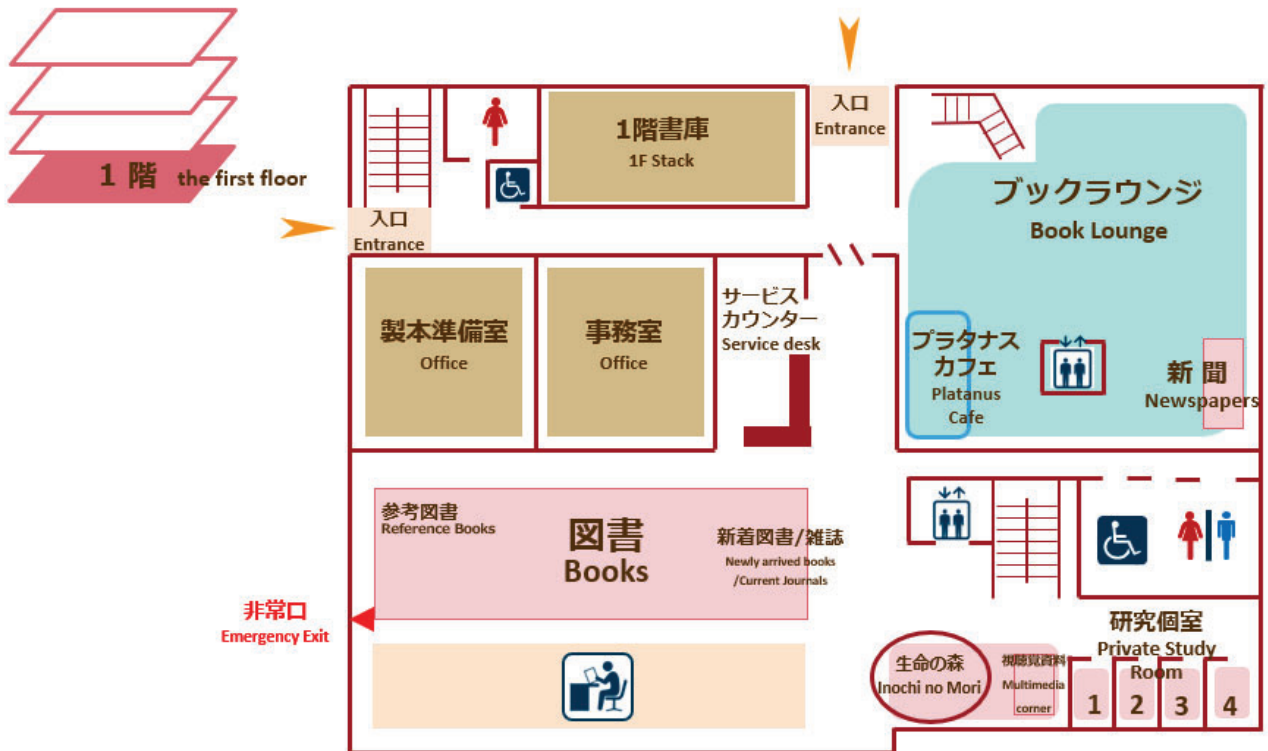 1 階 the first floor
入口
Entrance
1階書庫
1F Stack
入口
Entrance
ブックラウンジ
Book Lounge
製本準備室
Office
事務室
Office
サービス
カウンター
Service desk
プラタナス
カフェ
Platanus
Cafe
新 聞
Newspapers
参考図書
Reference Books
図書
Books
新着図書/雑誌
Newly arrived books
/Current Journals
非常口
Emergency Exit
生命の森
Inochi no Mori
視聴覚資料
Multimedia
corner
研究個室
Private Study
Room
1
2
3
4